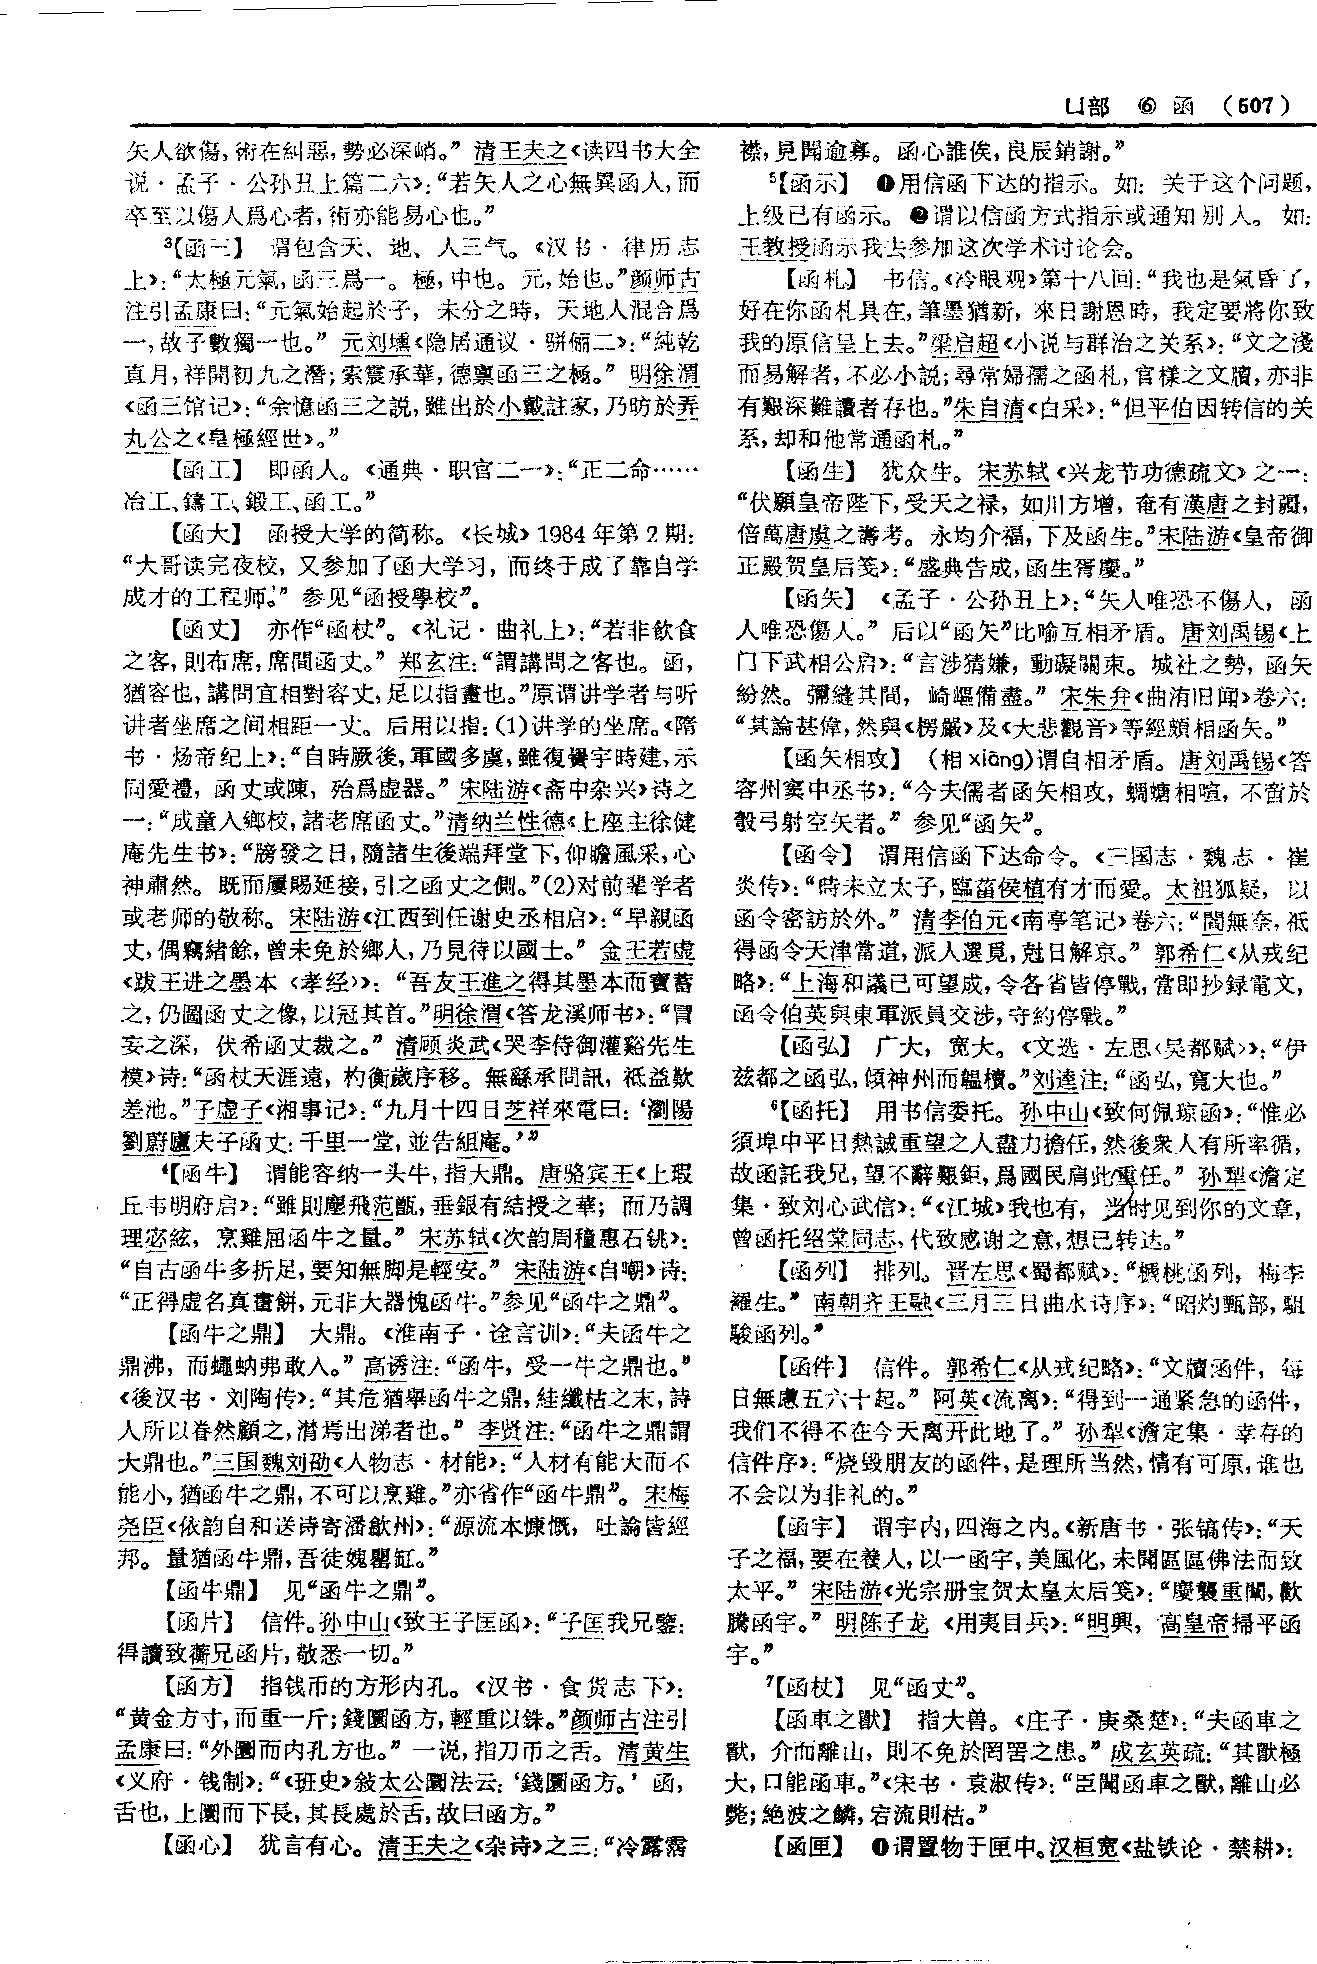 凵部 ⑥ 函 （507）
矢人欲傷，術在糾惡，勢必深峭。”清王夫之《读四书大全
说·孟子·公孙丑上篇二六》：“若矢人之心無異函人，而
卒至以傷人爲心者，術亦能易心也。”
³【函三】 谓包含天、地、人三气。《汉书·律历志
上》：“太極元氣，函三爲一。極，中也。元，始也。”颜师古
注引孟康曰：“元氣始起於子，未分之時，天地人混合爲
一，故子數獨一也。”元刘壎《隐居通议·骈俪二》：“純乾
直月，祥開初九之潛；索震承華，德禀函三之極。”明徐渭
《函三馆记》：“余憶函三之説，雖出於小戴註家，乃昉於弄
丸公之《皇極經世》。”
【函工】 即函人。《通典·职官二一》：“正二命……
冶工、鑄工、鍛工、函工。”
【函大】 函授大学的简称。《长城》1984年第2期：
“大哥读完夜校，又参加了函大学习，而终于成了靠自学
成才的工程师。”参见“函授學校”。
【函丈】 亦作“函杖”。《礼记·曲礼上》：“若非飲食
之客，則布席，席間函丈。”郑玄注：“謂講問之客也。函，
猶容也，講問宜相對容丈，足以指畫也。”原谓讲学者与听
讲者坐席之间相距一丈。后用以指：(1)讲学的坐席。《隋
书·炀帝纪上》：“自時厥後，軍國多虞，雖復黌宇時建，示
同愛禮，函丈或陳，殆爲虚器。”宋陆游《斋中杂兴》诗之
一：“成童入鄉校，諸老席函丈。”清纳兰性德《上座主徐健
庵先生书》：“牓發之日，隨諸生後端拜堂下，仰瞻風采，心
神肅然。既而屢賜延接，引之函丈之側。”(2)对前辈学者
或老师的敬称。宋陆游《江西到任谢史丞相启》：“早親函
丈，偶竊緒餘，曾未免於鄉人，乃見待以國士。”金王若虚
《跋王进之墨本〈孝经〉》：“吾友王進之得其墨本而寶蓄
之，仍圖函丈之像，以冠其首。”明徐渭《答龙溪师书》：“冒
妄之深，伏希函丈裁之。”清顾炎武《哭李侍御灌谿先生
模》诗：“函杖天涯遠，杓衡歲序移。無繇承問訊，祗益歎
差池。”子虚子《湘事记》：“九月十四日芝祥來電曰：‘瀏陽
劉蔚廬夫子函丈：千里一堂，並告組庵。’”
⁴【函牛】 谓能容纳一头牛，指大鼎。唐骆宾王《上瑕
丘韦明府启》：“雖則塵飛范甑，垂銀有結授之華；而乃調
理宓絃，烹雞屈函牛之量。”宋苏轼《次韵周穜惠石铫》：
“自古函牛多折足，要知無脚是輕安。”宋陆游《自嘲》诗：
“正得虚名真畫餅，元非大器愧函牛。”参见“函牛之鼎”。
【函牛之鼎】 大鼎。《淮南子·诠言训》：“夫函牛之
鼎沸，而蠅蚋弗敢入。”高诱注：“函牛，受一牛之鼎也。”
《後汉书·刘陶传》：“其危猶舉函牛之鼎，絓纖枯之末，詩
人所以眷然顧之，潸焉出涕者也。”李贤注：“函牛之鼎謂
大鼎也。”三国魏刘劭《人物志·材能》：“人材有能大而不
能小，猶函牛之鼎，不可以烹雞。”亦省作“函牛鼎”。宋梅
尧臣《依韵自和送诗寄潘歙州》：“源流本慷慨，吐論皆經
邦。量猶函牛鼎，吾徒媿罌缸。”
【函牛鼎】 见“函牛之鼎”。
【函片】 信件。孙中山《致王子匡函》：“子匡我兄鑒：
得讀致蘅兄函片，敬悉一切。”
【函方】 指钱币的方形内孔。《汉书·食货志下》：
“黄金方寸，而重一斤；錢圜函方，輕重以銖。”颜师古注引
孟康曰：“外圜而内孔方也。”一说，指刀币之舌。清黄生
《义府·钱制》：“《班史》敍太公圜法云：‘錢圜函方。’函，
舌也，上圜而下長，其長處於舌，故曰函方。”
【函心】 犹言有心。清王夫之《杂诗》之三：“冷露霑
襟，見聞逾募。函心誰俟，良辰銷謝。”
⁵【函示】 ❶用信函下达的指示。如：关于这个问题，
上级已有函示。❷谓以信函方式指示或通知别人。如：
王教授函示我去参加这次学术讨论会。
【函札】 书信。《冷眼观》第十八回：“我也是氣昏了，
好在你函札具在，筆墨猶新，來日謝恩時，我定要將你致
我的原信呈上去。”梁启超《小说与群治之关系》：“文之淺
而易解者，不必小説；尋常婦孺之函札，官樣之文牘，亦非
有艱深難讀者存也。”朱自清《白采》：“但平伯因转信的关
系，却和他常通函札。”
【函生】 犹众生。宋苏轼《兴龙节功德疏文》之一：
“伏願皇帝陛下，受天之禄，如川方增，奄有漢唐之封疆，
倍萬唐虞之壽考。永均介福，下及函生。”宋陆游《皇帝御
正殿贺皇后笺》：“盛典告成，函生胥慶。”
【函矢】 《孟子·公孙丑上》：“矢人唯恐不傷人，函
人唯恐傷人。”后以“函矢”比喻互相矛盾。唐刘禹锡《上
门下武相公启》：“言涉猜嫌，動礙關束。城社之勢，函矢
紛然。彌縫其間，崎嶇備盡。”宋朱弁《曲洧旧闻》卷六：
“其論甚偉，然與《楞嚴》及《大悲觀音》等經頗相函矢。”
【函矢相攻】 (相xiāng)谓自相矛盾。唐刘禹锡《答
容州窦中丞书》：“今夫儒者函矢相攻，蜩螗相喧，不啻於
彀弓射空矢者。”参见“函矢”。
【函令】 谓用信函下达命令。《三国志·魏志·崔
炎传》：“時未立太子，臨菑侯植有才而愛。太祖狐疑，以
函令密訪於外。”清李伯元《南亭笔记》卷六：“閻無奈，祗
得函令天津當道，派人選覓，尅日解京。”郭希仁《从戎纪
略》：“上海和議已可望成，令各省皆停戰，當即抄録電文，
函令伯英與東軍派員交涉，守約停戰。”
【函弘】 广大，宽大。《文选·左思〈吴都赋〉》：“伊
兹都之函弘，傾神州而韞櫝。”刘逵注：“函弘，寬大也。”
⁶【函托】 用书信委托。孙中山《致何佩琼函》：“惟必
須埠中平日熱誠重望之人盡力擔任，然後衆人有所率循，
故函託我兄，望不辭艱鉅，爲國民肩此重任。”孙犁《澹定
集·致刘心武信》：“《江城》我也有，当时见到你的文章，
曾函托绍棠同志，代致感谢之意，想已转达。”
【函列】 排列。晋左思《蜀都赋》：“榹桃函列，梅李
羅生。”南朝齐王融《三月三日曲水诗序》：“昭灼甄部，駔
駿函列。”
【函件】 信件。郭希仁《从戎纪略》：“文牘函件，每
日無慮五六十起。”阿英《流离》：“得到一通紧急的函件，
我们不得不在今天离开此地了。”孙犁《澹定集·幸存的
信件序》：“烧毁朋友的函件，是理所当然，情有可原，谁也
不会以为非礼的。”
【函宇】 谓宇内，四海之内。《新唐书·张镐传》：“天
子之福，要在養人，以一函宇，美風化，未聞區區佛法而致
太平。”宋陆游《光宗册宝贺太皇太后笺》：“慶襲重闈，歡
騰函宇。”明陈子龙《用夷目兵》：“明興，高皇帝掃平函
宇。”
⁷【函杖】 见“函丈”。
【函車之獸】 指大兽。《庄子·庚桑楚》：“夫函車之
獸，介而離山，則不免於罔罟之患。”成玄英疏：“其獸極
大，口能函車。”《宋书·袁淑传》：“臣聞函車之獸，離山必
斃；絶波之鱗，宕流則枯。”
【函匣】 ❶谓置物于匣中。汉桓宽《盐铁论·禁耕》：